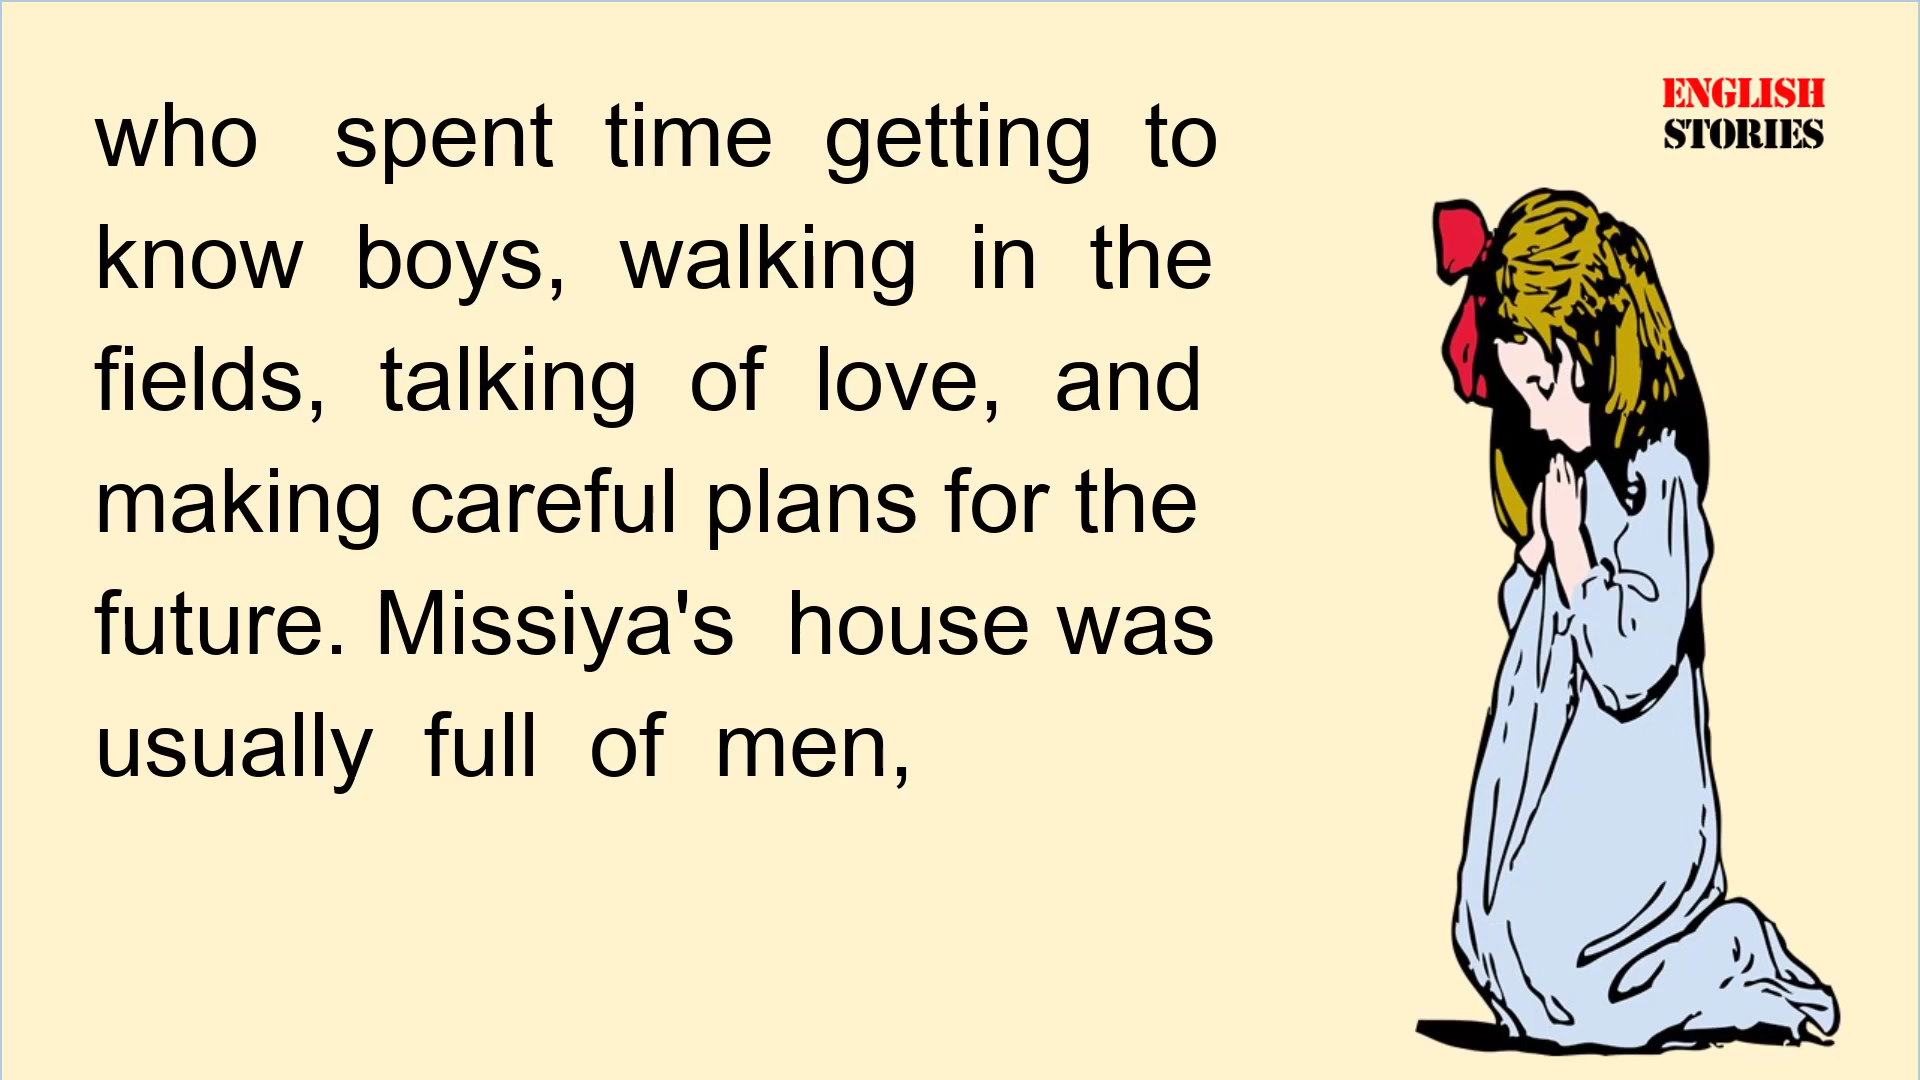 who spent time getting to
know boys, walking in the
fields, talking of love, and
making careful plans for the
future. Missiya's house was
usually full of men,
ENGLISH
STORIES